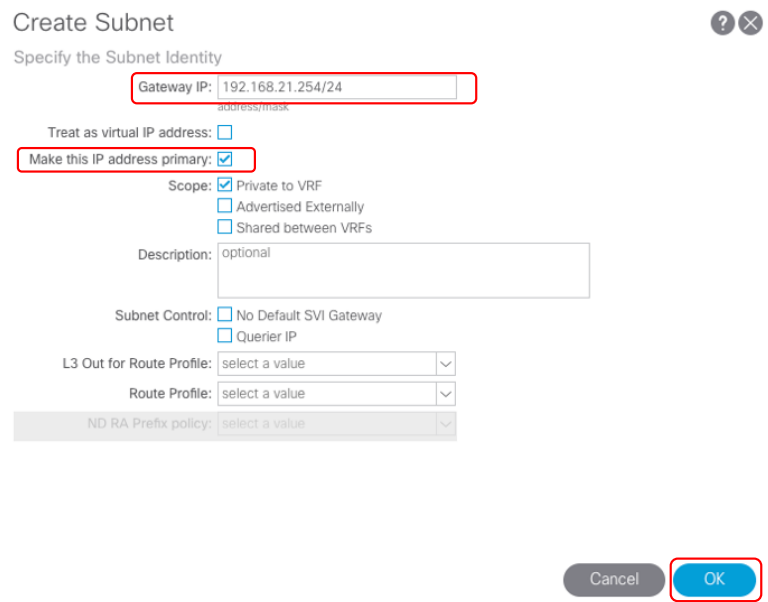 Create Subnet
Specify the Subnet Identity
Gateway IP: 192.168.21.254/24
address/mask
Treat as virtual IP address:
Make this IP address primary:
Scope: Private to VRF
Advertised Externally
Shared between VRFs
Description: optional
Subnet Control: No Default SVI Gateway
Querier IP
L3 Out for Route Profile: select a value
Route Profile: select a value
ND RA Prefix policy: select a value
Cancel OK